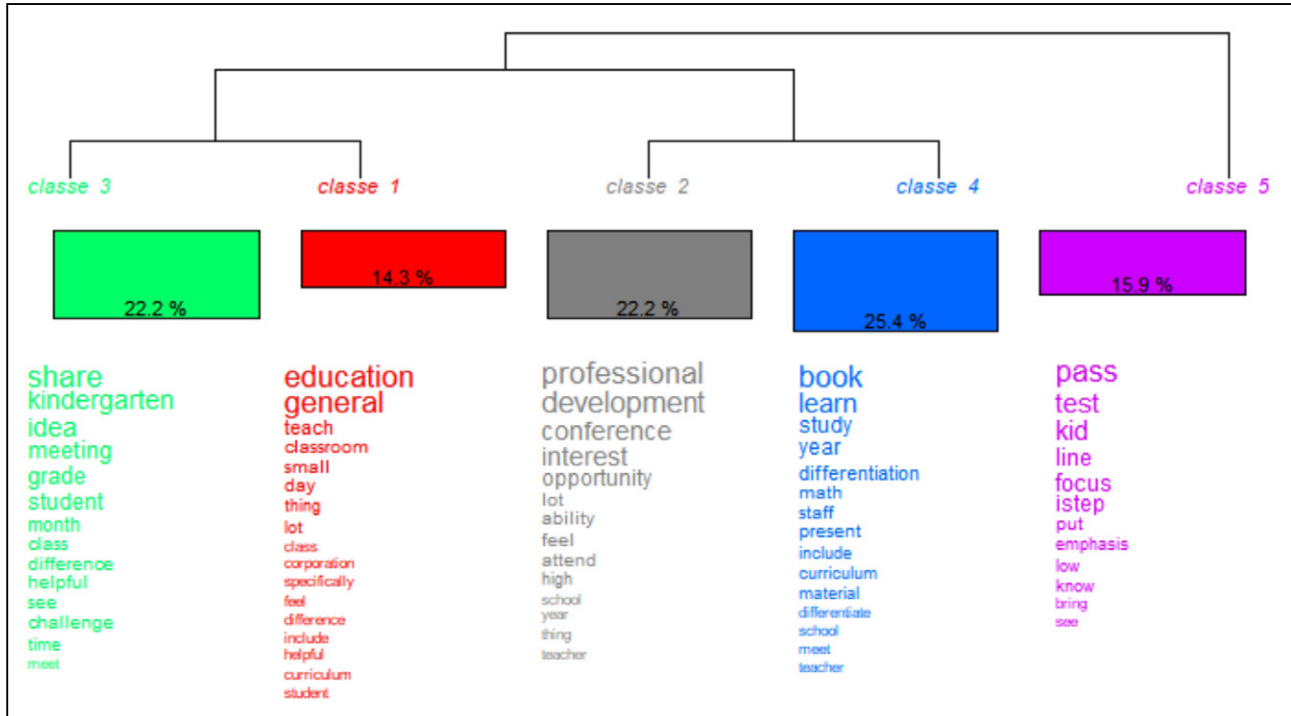 classe 3
classe 1
classe 2
classe 4
classe 5
22.2 %
14.3 %
22.2 %
25.4 %
15.9 %
share
kindergarten
idea
meeting
grade
student
month
class
difference
helpful
see
challenge
time
meet
education
general
teach
classroom
small
day
thing
lot
class
corporation
specifically
feel
difference
include
helpful
curriculum
student
professional
development
conference
interest
opportunity
lot
ability
feel
attend
high
school
year
thing
teacher
book
learn
study
year
differentiation
math
staff
present
include
curriculum
material
differentiate
school
meet
teacher
pass
test
kid
line
focus
istep
put
emphasis
low
know
bring
see